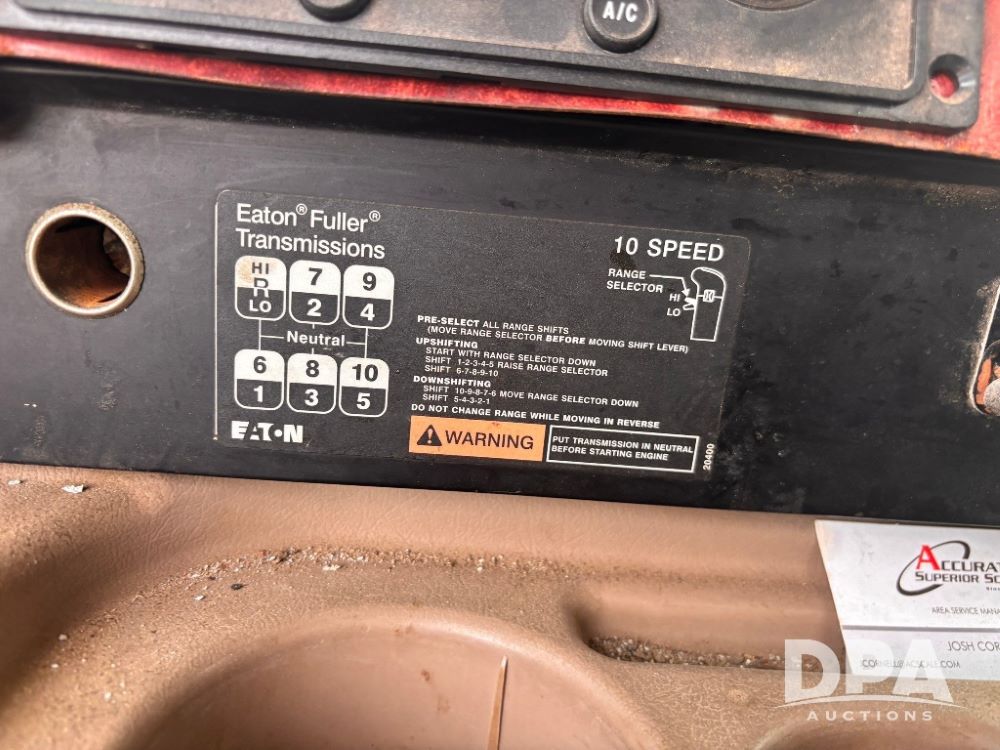 A/C
Eaton® Fuller®
Transmissions
10 SPEED
HI
R
LO
7
2
9
4
Neutral
6
1
8
3
10
5
RANGE
SELECTOR
HI
LO
PRE-SELECT ALL RANGE SHIFTS
(MOVE RANGE SELECTOR BEFORE MOVING SHIFT LEVER)
UPSHIFTING
START WITH RANGE SELECTOR DOWN
SHIFT 1-2-3-4-5 RAISE RANGE SELECTOR
SHIFT 6-7-8-9-10
DOWNSHIFTING
SHIFT 10-9-8-7-6 MOVE RANGE SELECTOR DOWN
SHIFT 5-4-3-2-1
DO NOT CHANGE RANGE WHILE MOVING IN REVERSE
EATON
WARNING
PUT TRANSMISSION IN NEUTRAL
BEFORE STARTING ENGINE
20400
ACCURAT
SUPERIOR SC
AREA SERVICE MANA
JOSH COR
CORNELL@ACSCALE.COM
DPA
AUCTIONS